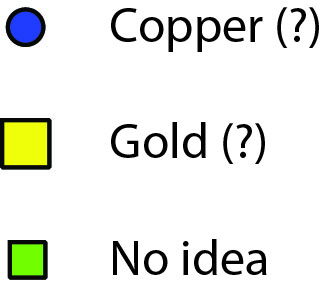 Copper (?)
Gold (?)
No idea